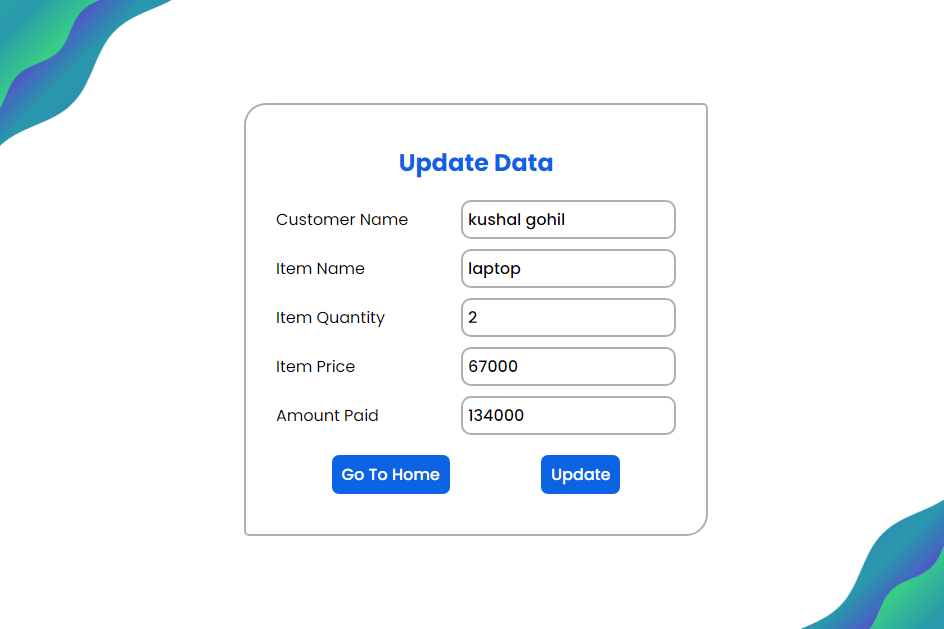 Update Data
Customer Name kushal gohil
Item Name laptop
Item Quantity 2
Item Price 67000
Amount Paid 134000
Go To Home Update